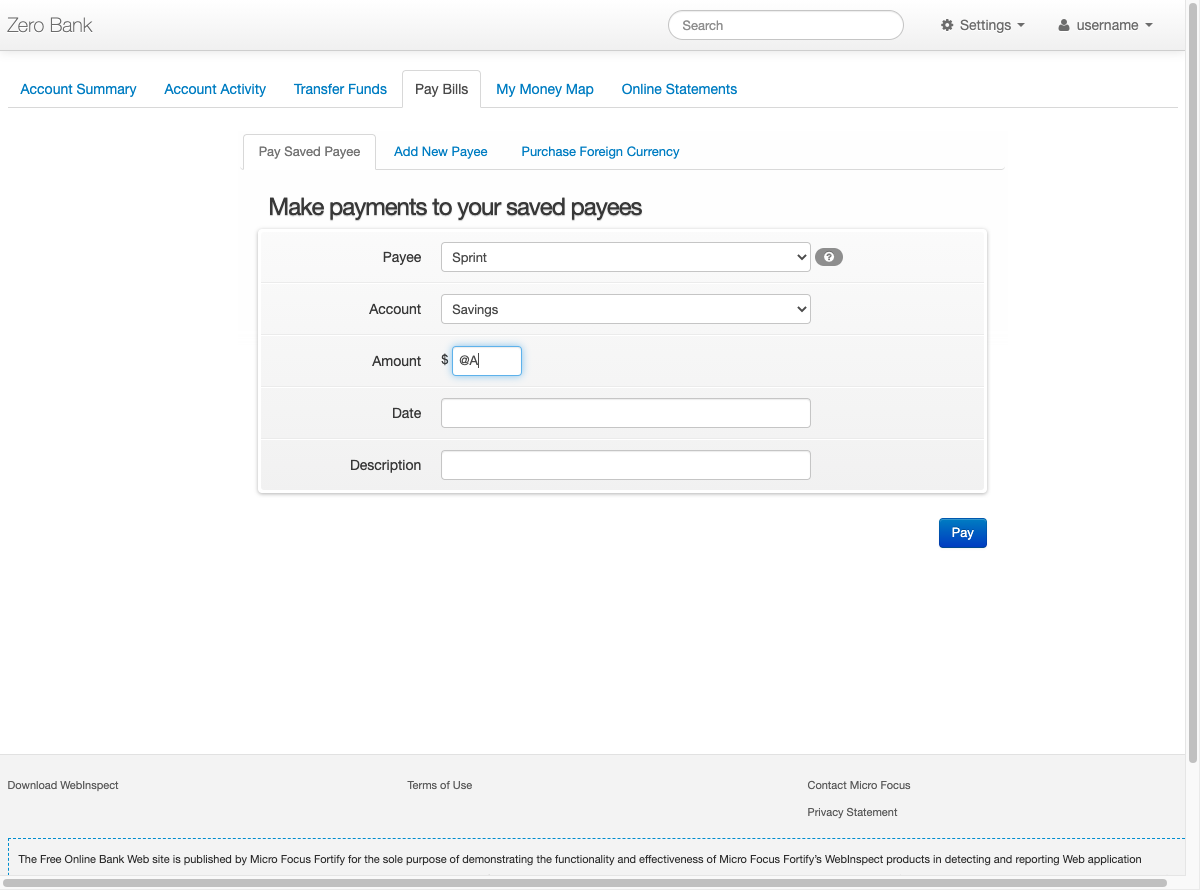 Zero Bank
Search
Settings
username
Account Summary
Account Activity
Transfer Funds
Pay Bills
My Money Map
Online Statements
Pay Saved Payee
Add New Payee
Purchase Foreign Currency
Make payments to your saved payees
Payee
Sprint
?
Account
Savings
Amount
$ @A
Date
Description
Pay
Download WebInspect
Terms of Use
Contact Micro Focus
Privacy Statement
The Free Online Bank Web site is published by Micro Focus Fortify for the sole purpose of demonstrating the functionality and effectiveness of Micro Focus Fortify's WebInspect products in detecting and reporting Web application